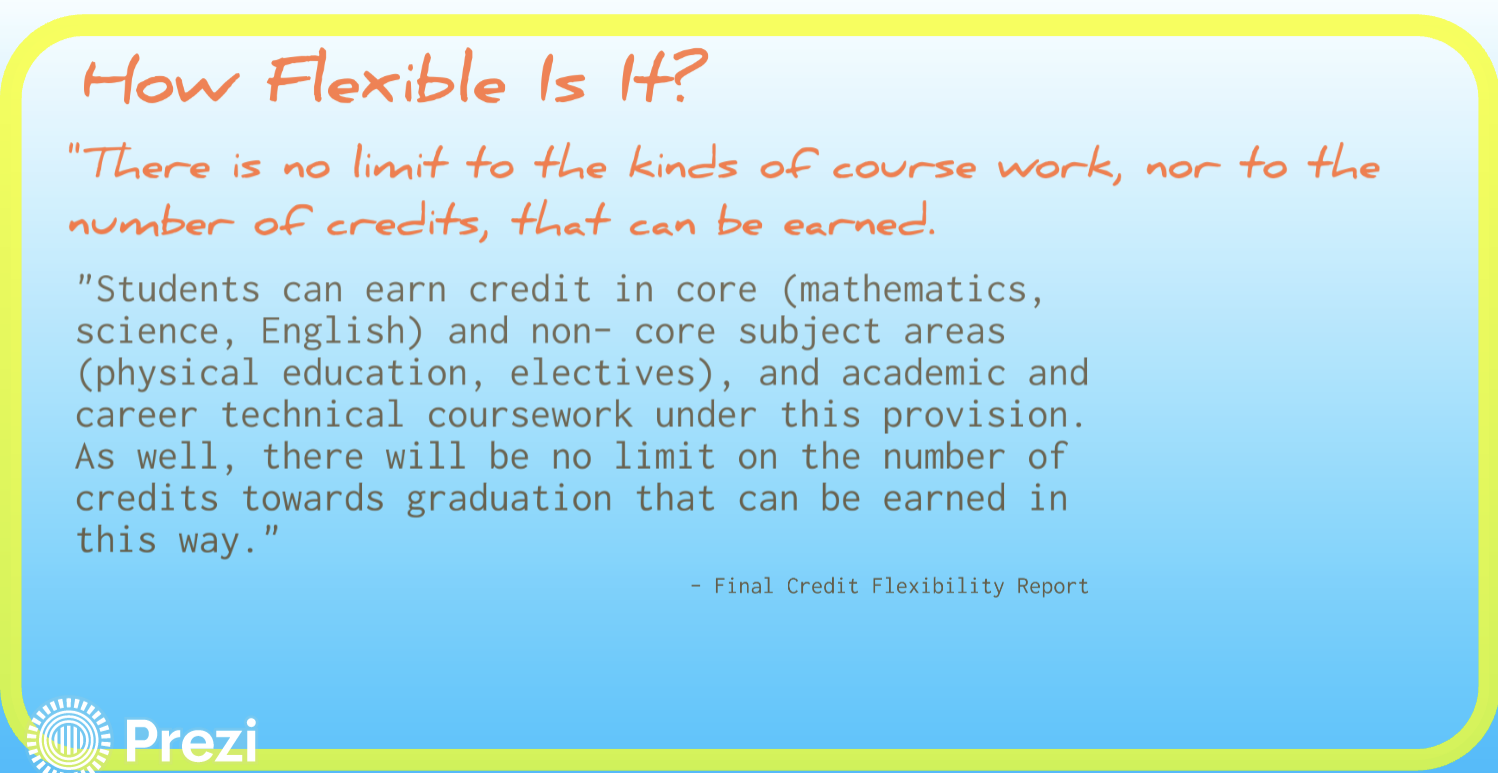 How Flexible Is It?
"There is no limit to the kinds of course work, nor to the
number of credits, that can be earned.
"Students can earn credit in core (mathematics,
science, English) and non- core subject areas
(physical education, electives), and academic and
career technical coursework under this provision.
As well, there will be no limit on the number of
credits towards graduation that can be earned in
this way."
- Final Credit Flexibility Report
Prezi